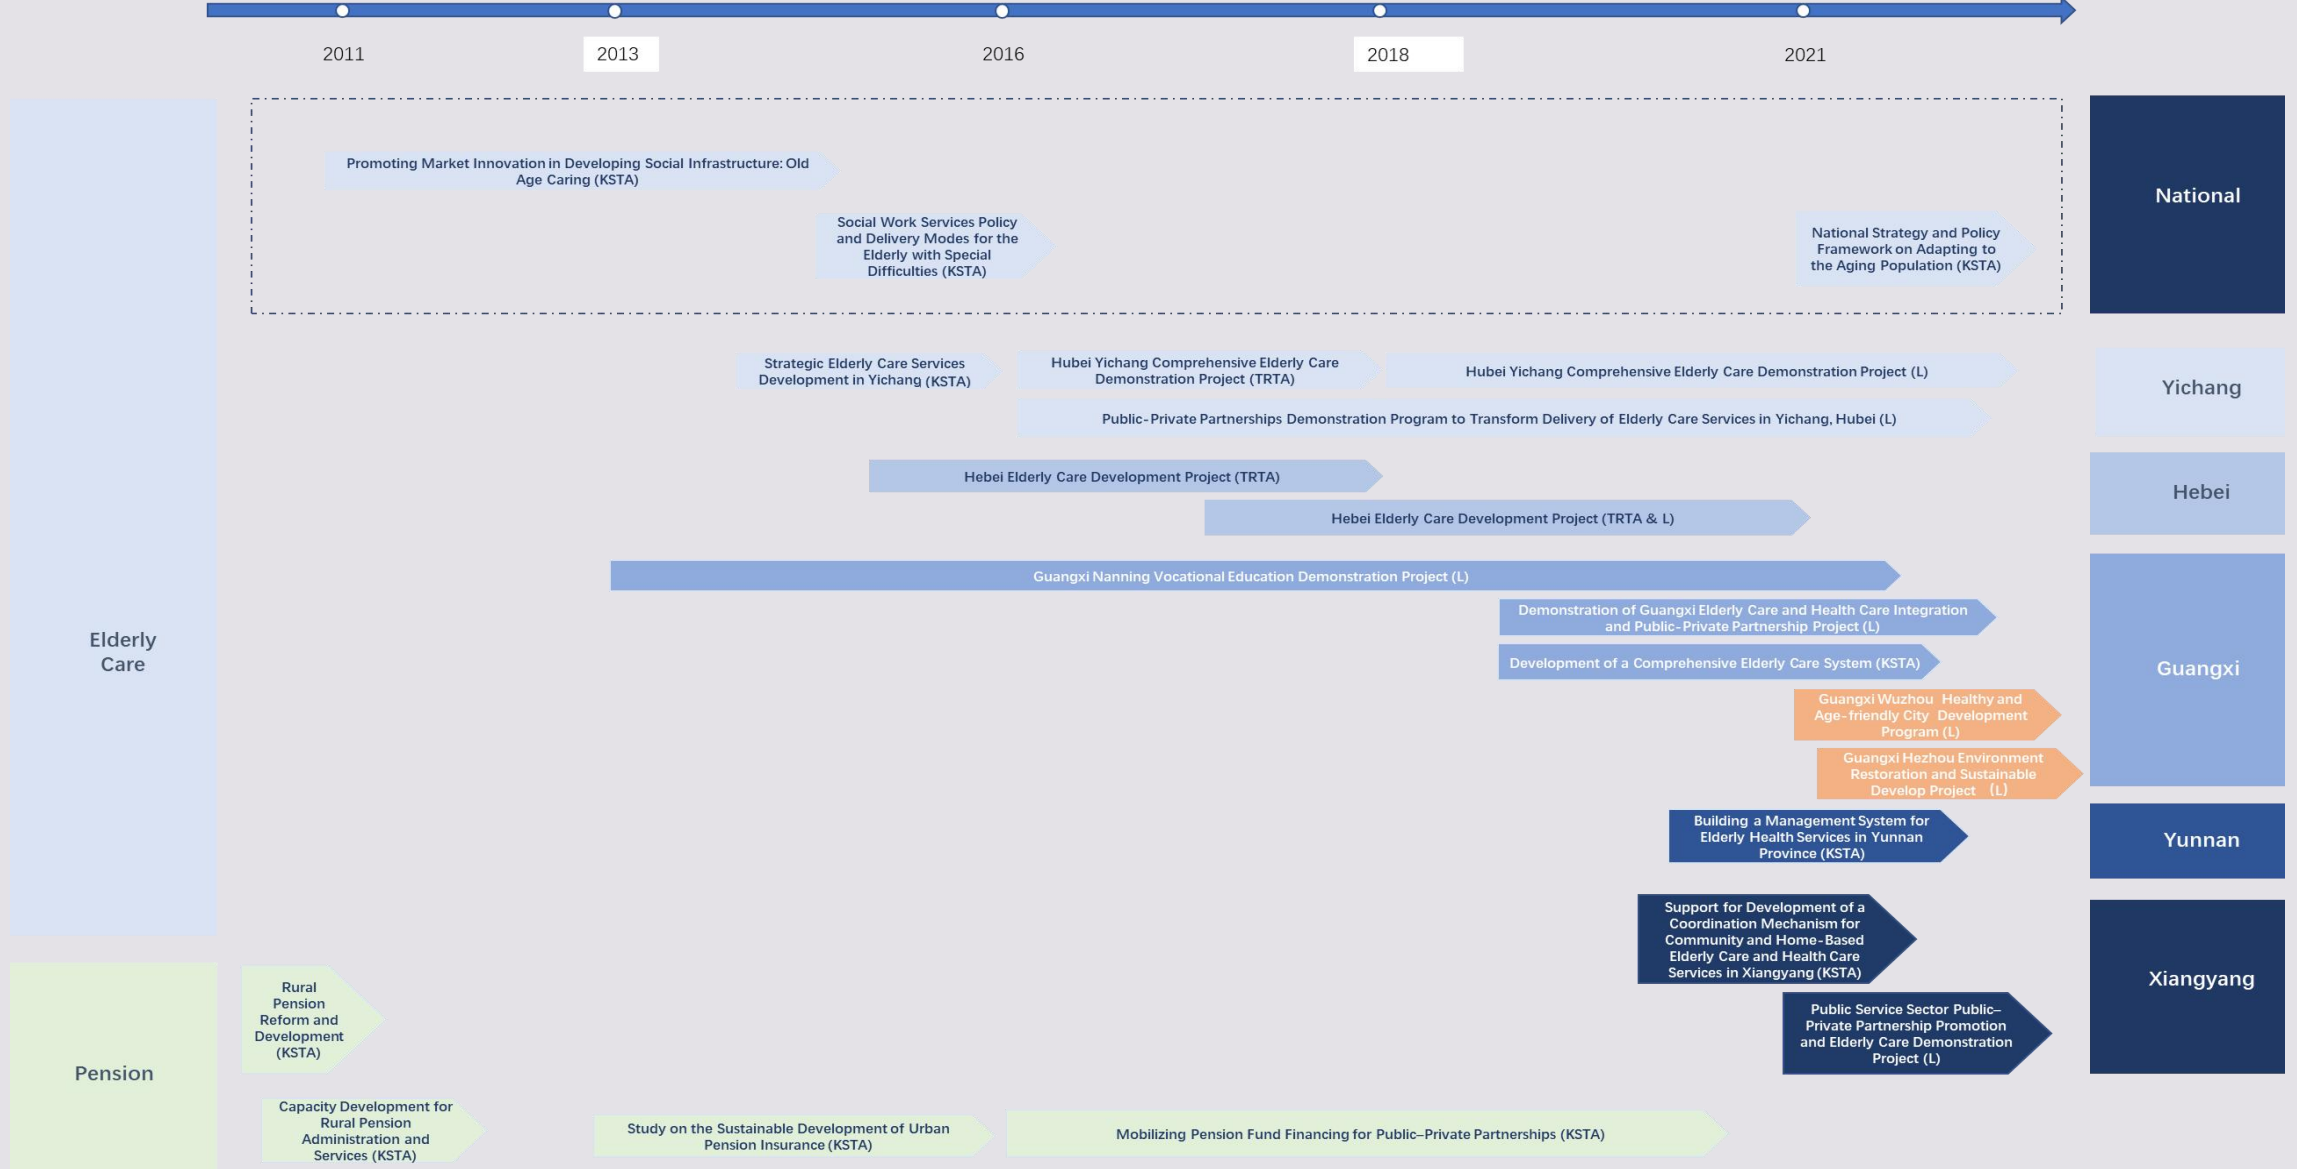 2011
2013
2016
2018
2021
Elderly
Care
Promoting Market Innovation in Developing Social Infrastructure: Old
Age Caring (KSTA)
Social Work Services Policy
and Delivery Modes for the
Elderly with Special
Difficulties (KSTA)
National Strategy and Policy
Framework on Adapting to
the Aging Population (KSTA)
National
Strategic Elderly Care Services
Development in Yichang (KSTA)
Hubei Yichang Comprehensive Elderly Care
Demonstration Project (TRTA)
Hubei Yichang Comprehensive Elderly Care Demonstration Project (L)
Public-Private Partnerships Demonstration Program to Transform Delivery of Elderly Care Services in Yichang, Hubei (L)
Yichang
Hebei Elderly Care Development Project (TRTA)
Hebei Elderly Care Development Project (TRTA & L)
Hebei
Guangxi Nanning Vocational Education Demonstration Project (L)
Demonstration of Guangxi Elderly Care and Health Care Integration
and Public-Private Partnership Project (L)
Development of a Comprehensive Elderly Care System (KSTA)
Guangxi Wuzhou Healthy and
Age-friendly City Development
Program (L)
Guangxi Hezhou Environment
Restoration and Sustainable
Develop Project (L)
Guangxi
Building a Management System for
Elderly Health Services in Yunnan
Province (KSTA)
Yunnan
Support for Development of a
Coordination Mechanism for
Community and Home-Based
Elderly Care and Health Care
Services in Xiangyang (KSTA)
Public Service Sector Public–
Private Partnership Promotion
and Elderly Care Demonstration
Project (L)
Xiangyang
Pension
Rural
Pension
Reform and
Development
(KSTA)
Capacity Development for
Rural Pension
Administration and
Services (KSTA)
Study on the Sustainable Development of Urban
Pension Insurance (KSTA)
Mobilizing Pension Fund Financing for Public–Private Partnerships (KSTA)